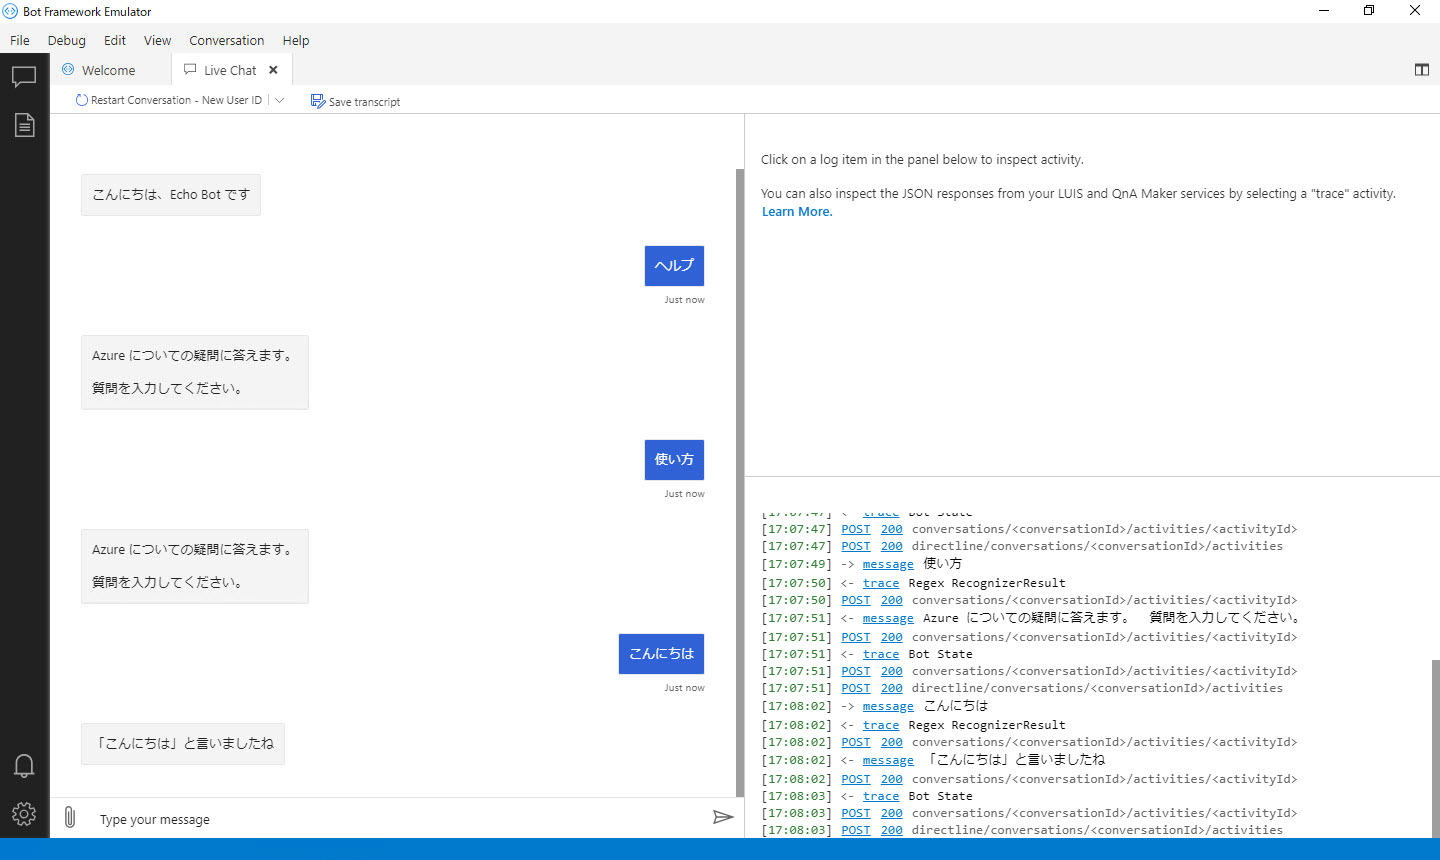 Bot Framework Emulator
File Debug Edit View Conversation Help
Welcome
Live Chat
Restart Conversation - New User ID
Save transcript
こんにちは、Echo Bot です
ヘルプ
Just now
Azure についての疑問に答えます。
質問を入力してください。
使い方
Just now
Azure についての疑問に答えます。
質問を入力してください。
こんにちは
Just now
「こんにちは」と言いましたね
Type your message
Click on a log item in the panel below to inspect activity.
You can also inspect the JSON responses from your LUIS and QnA Maker services by selecting a "trace" activity.
Learn More.
[17:07:47] <- trace Bot State
[17:07:47] POST 200 conversations/<conversationId>/activities/<activityId>
[17:07:47] POST 200 directline/conversations/<conversationId>/activities
[17:07:49] -> message 使い方
[17:07:50] <- trace Regex RecognizerResult
[17:07:50] POST 200 conversations/<conversationId>/activities/<activityId>
[17:07:51] <- message Azure についての疑問に答えます。 質問を入力してください。
[17:07:51] POST 200 conversations/<conversationId>/activities/<activityId>
[17:07:51] <- trace Bot State
[17:07:51] POST 200 conversations/<conversationId>/activities/<activityId>
[17:07:51] POST 200 directline/conversations/<conversationId>/activities
[17:08:02] -> message こんにちは
[17:08:02] <- trace Regex RecognizerResult
[17:08:02] POST 200 conversations/<conversationId>/activities/<activityId>
[17:08:02] <- message 「こんにちは」と言いましたね
[17:08:02] POST 200 conversations/<conversationId>/activities/<activityId>
[17:08:03] <- trace Bot State
[17:08:03] POST 200 conversations/<conversationId>/activities/<activityId>
[17:08:03] POST 200 directline/conversations/<conversationId>/activities